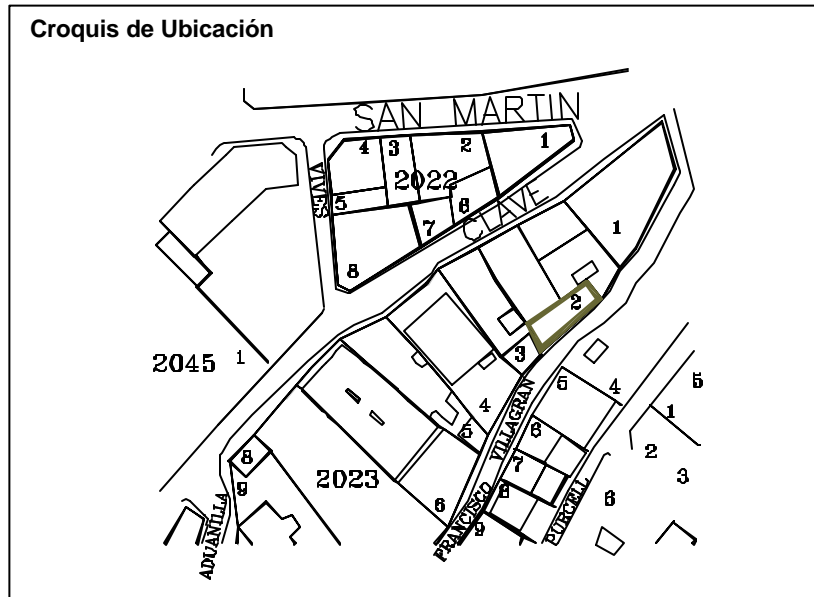 Croquis de Ubicación
SAN MARTIN
4 3 2 1
2022
SILVA
5 6
CLAVE
7
8
1
2
3
2045 1
5 4 5
4 1
VILLAGRAN
5 6 2
8 2023 7 3
9 6 8 6
FRANCISCO
9
PURCELL
ADUANILLA